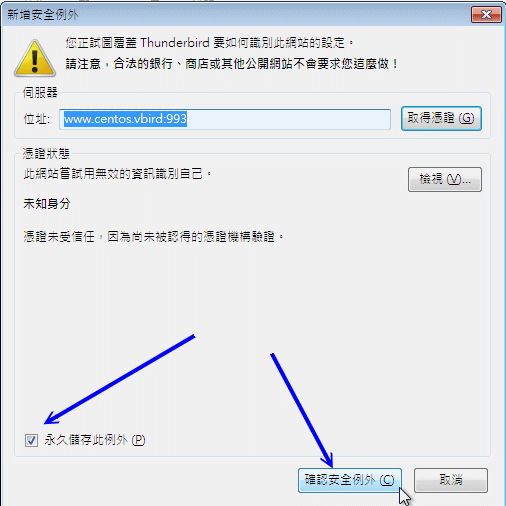 新增安全例外
您正試圖覆蓋 Thunderbird 要如何識別此網站的設定。
請注意，合法的銀行、商店或其他公開網站不會要求您這麼做！
伺服器
位址: www.centos.vbird:993 取得憑證 (G)
憑證狀態
此網站嘗試用無效的資訊識別自己。 檢視 (V)...
未知身分
憑證未受信任，因為尚未被認得的憑證機構驗證。
永久儲存此例外 (P)
確認安全例外 (C) 取消